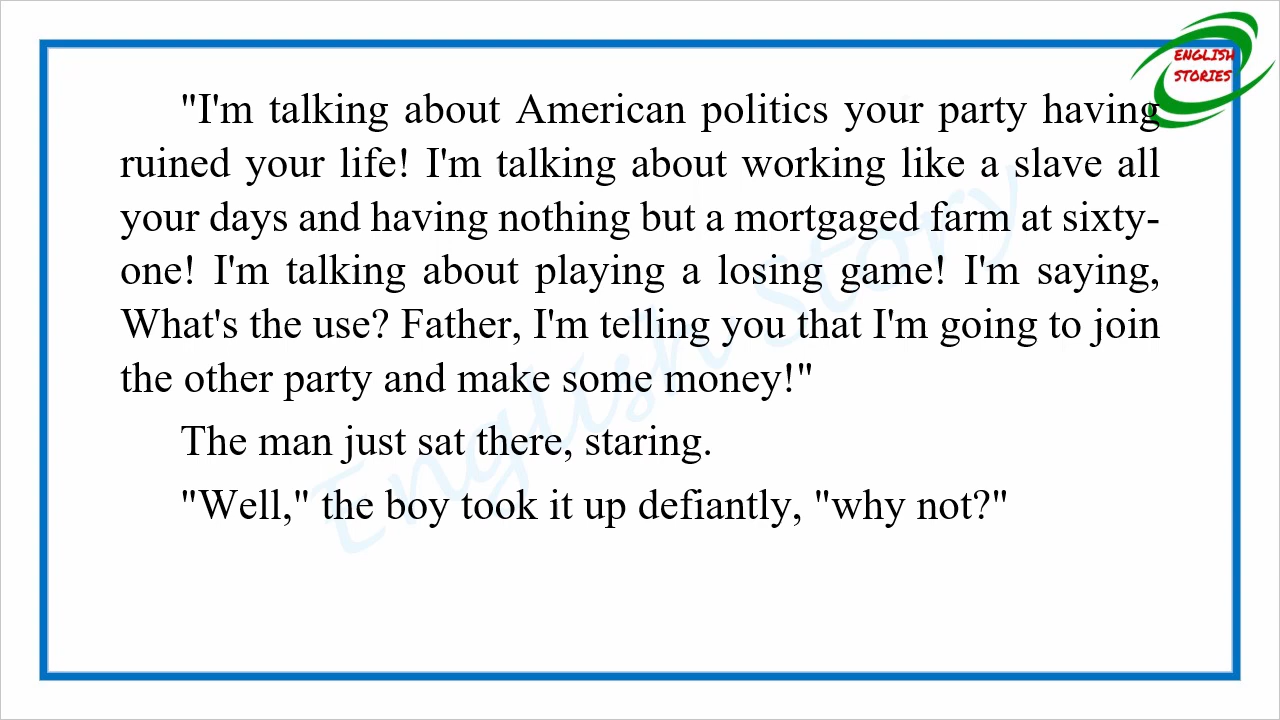 ENGLISH
STORIES
"I'm talking about American politics your party having
ruined your life! I'm talking about working like a slave all
your days and having nothing but a mortgaged farm at sixty-
one! I'm talking about playing a losing game! I'm saying,
What's the use? Father, I'm telling you that I'm going to join
the other party and make some money!"
The man just sat there, staring.
"Well," the boy took it up defiantly, "why not?"
English Story